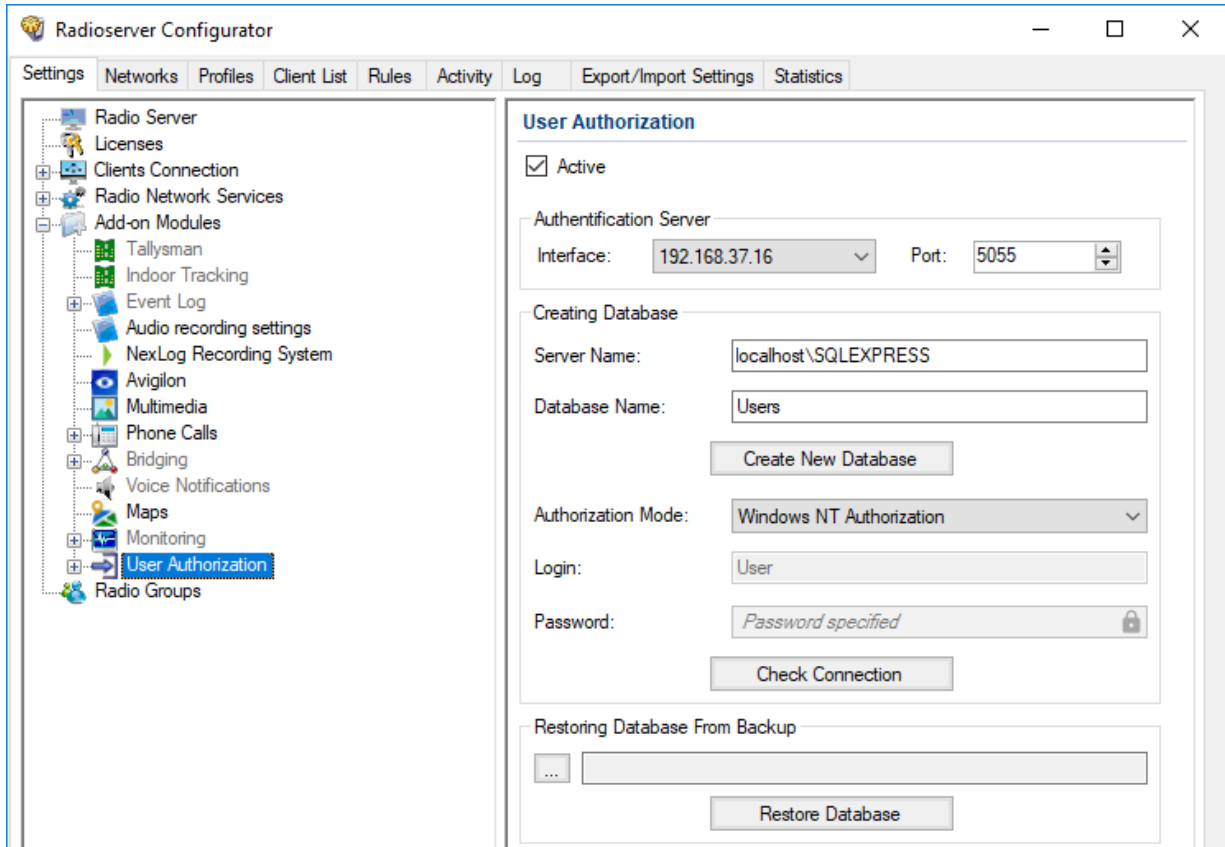 Radioserver Configurator
Settings Networks Profiles Client List Rules Activity Log Export/Import Settings Statistics
Radio Server
Licenses
Clients Connection
Radio Network Services
Add-on Modules
Tallysman
Indoor Tracking
Event Log
Audio recording settings
NexLog Recording System
Avigilon
Multimedia
Phone Calls
Bridging
Voice Notifications
Maps
Monitoring
User Authorization
Radio Groups
User Authorization
Active
Authentification Server
Interface: 192.168.37.16 Port: 5055
Creating Database
Server Name: localhost\SQLEXPRESS
Database Name: Users
Create New Database
Authorization Mode: Windows NT Authorization
Login: User
Password: Password specified
Check Connection
Restoring Database From Backup
...
Restore Database